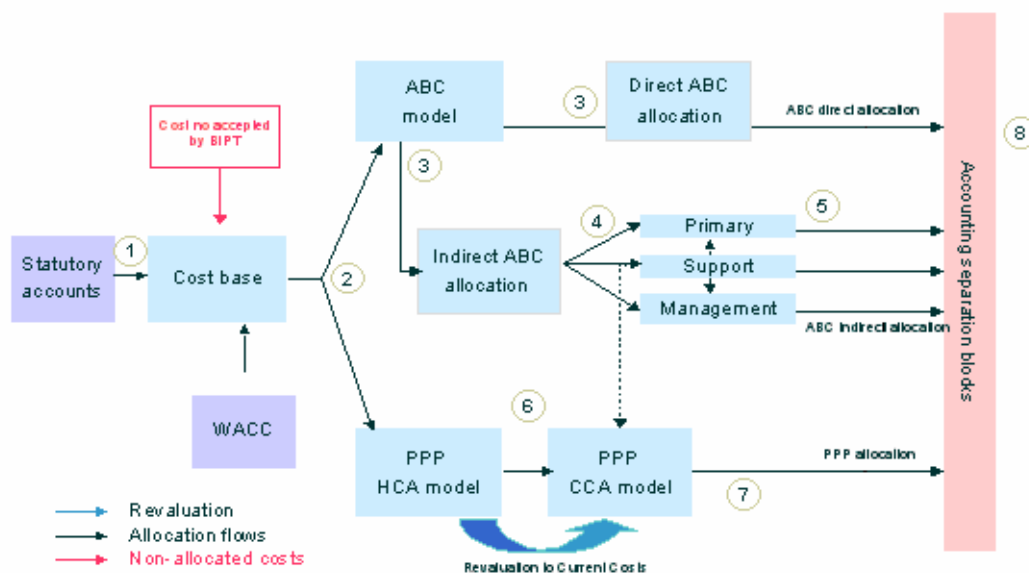 ABC
model
3
Direct ABC
allocation
ABC direct allocation
8
Cost no accepted
by BIPT
3
Accounting separation blocks
4
Primary
5
1
Statutory
accounts
Cost base
2
Indirect ABC
allocation
Support
Management
ABC indirect allocation
WACC
6
PPP
HCA model
PPP
CCA model
PPP allocation
7
Revaluation
Allocation flows
Non-allocated costs
Revaluation to Current Costs